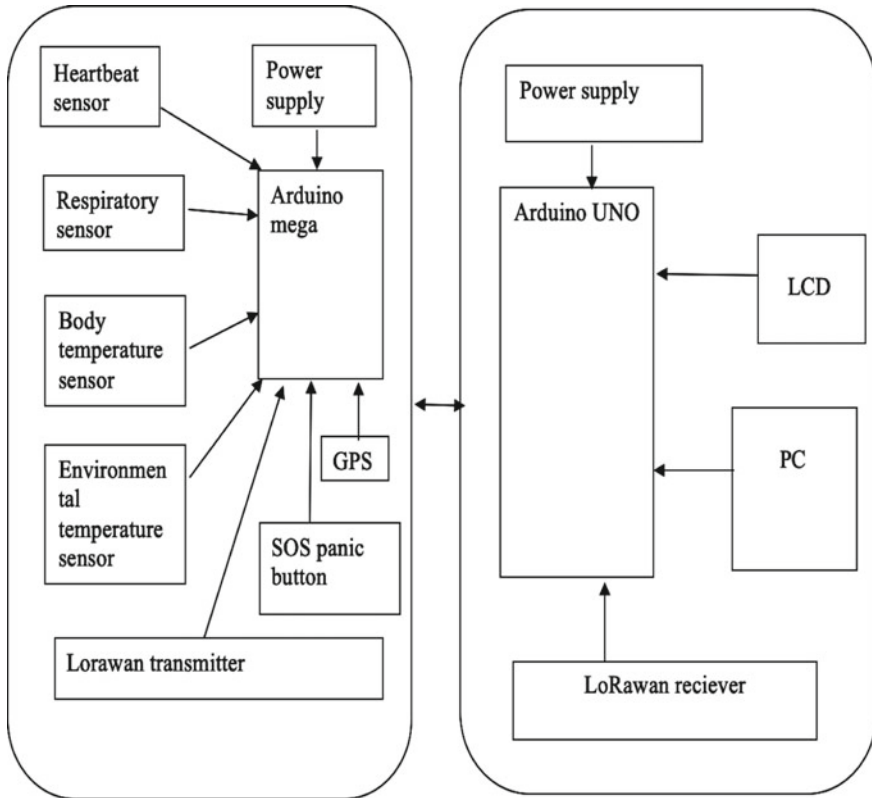 Heartbeat
sensor
Power
supply
Arduino
mega
Respiratory
sensor
Body
temperature
sensor
Environmen
tal
temperature
sensor
GPS
SOS panic
button
Lorawan transmitter
Power supply
Arduino UNO
LCD
PC
LoRawan reciever